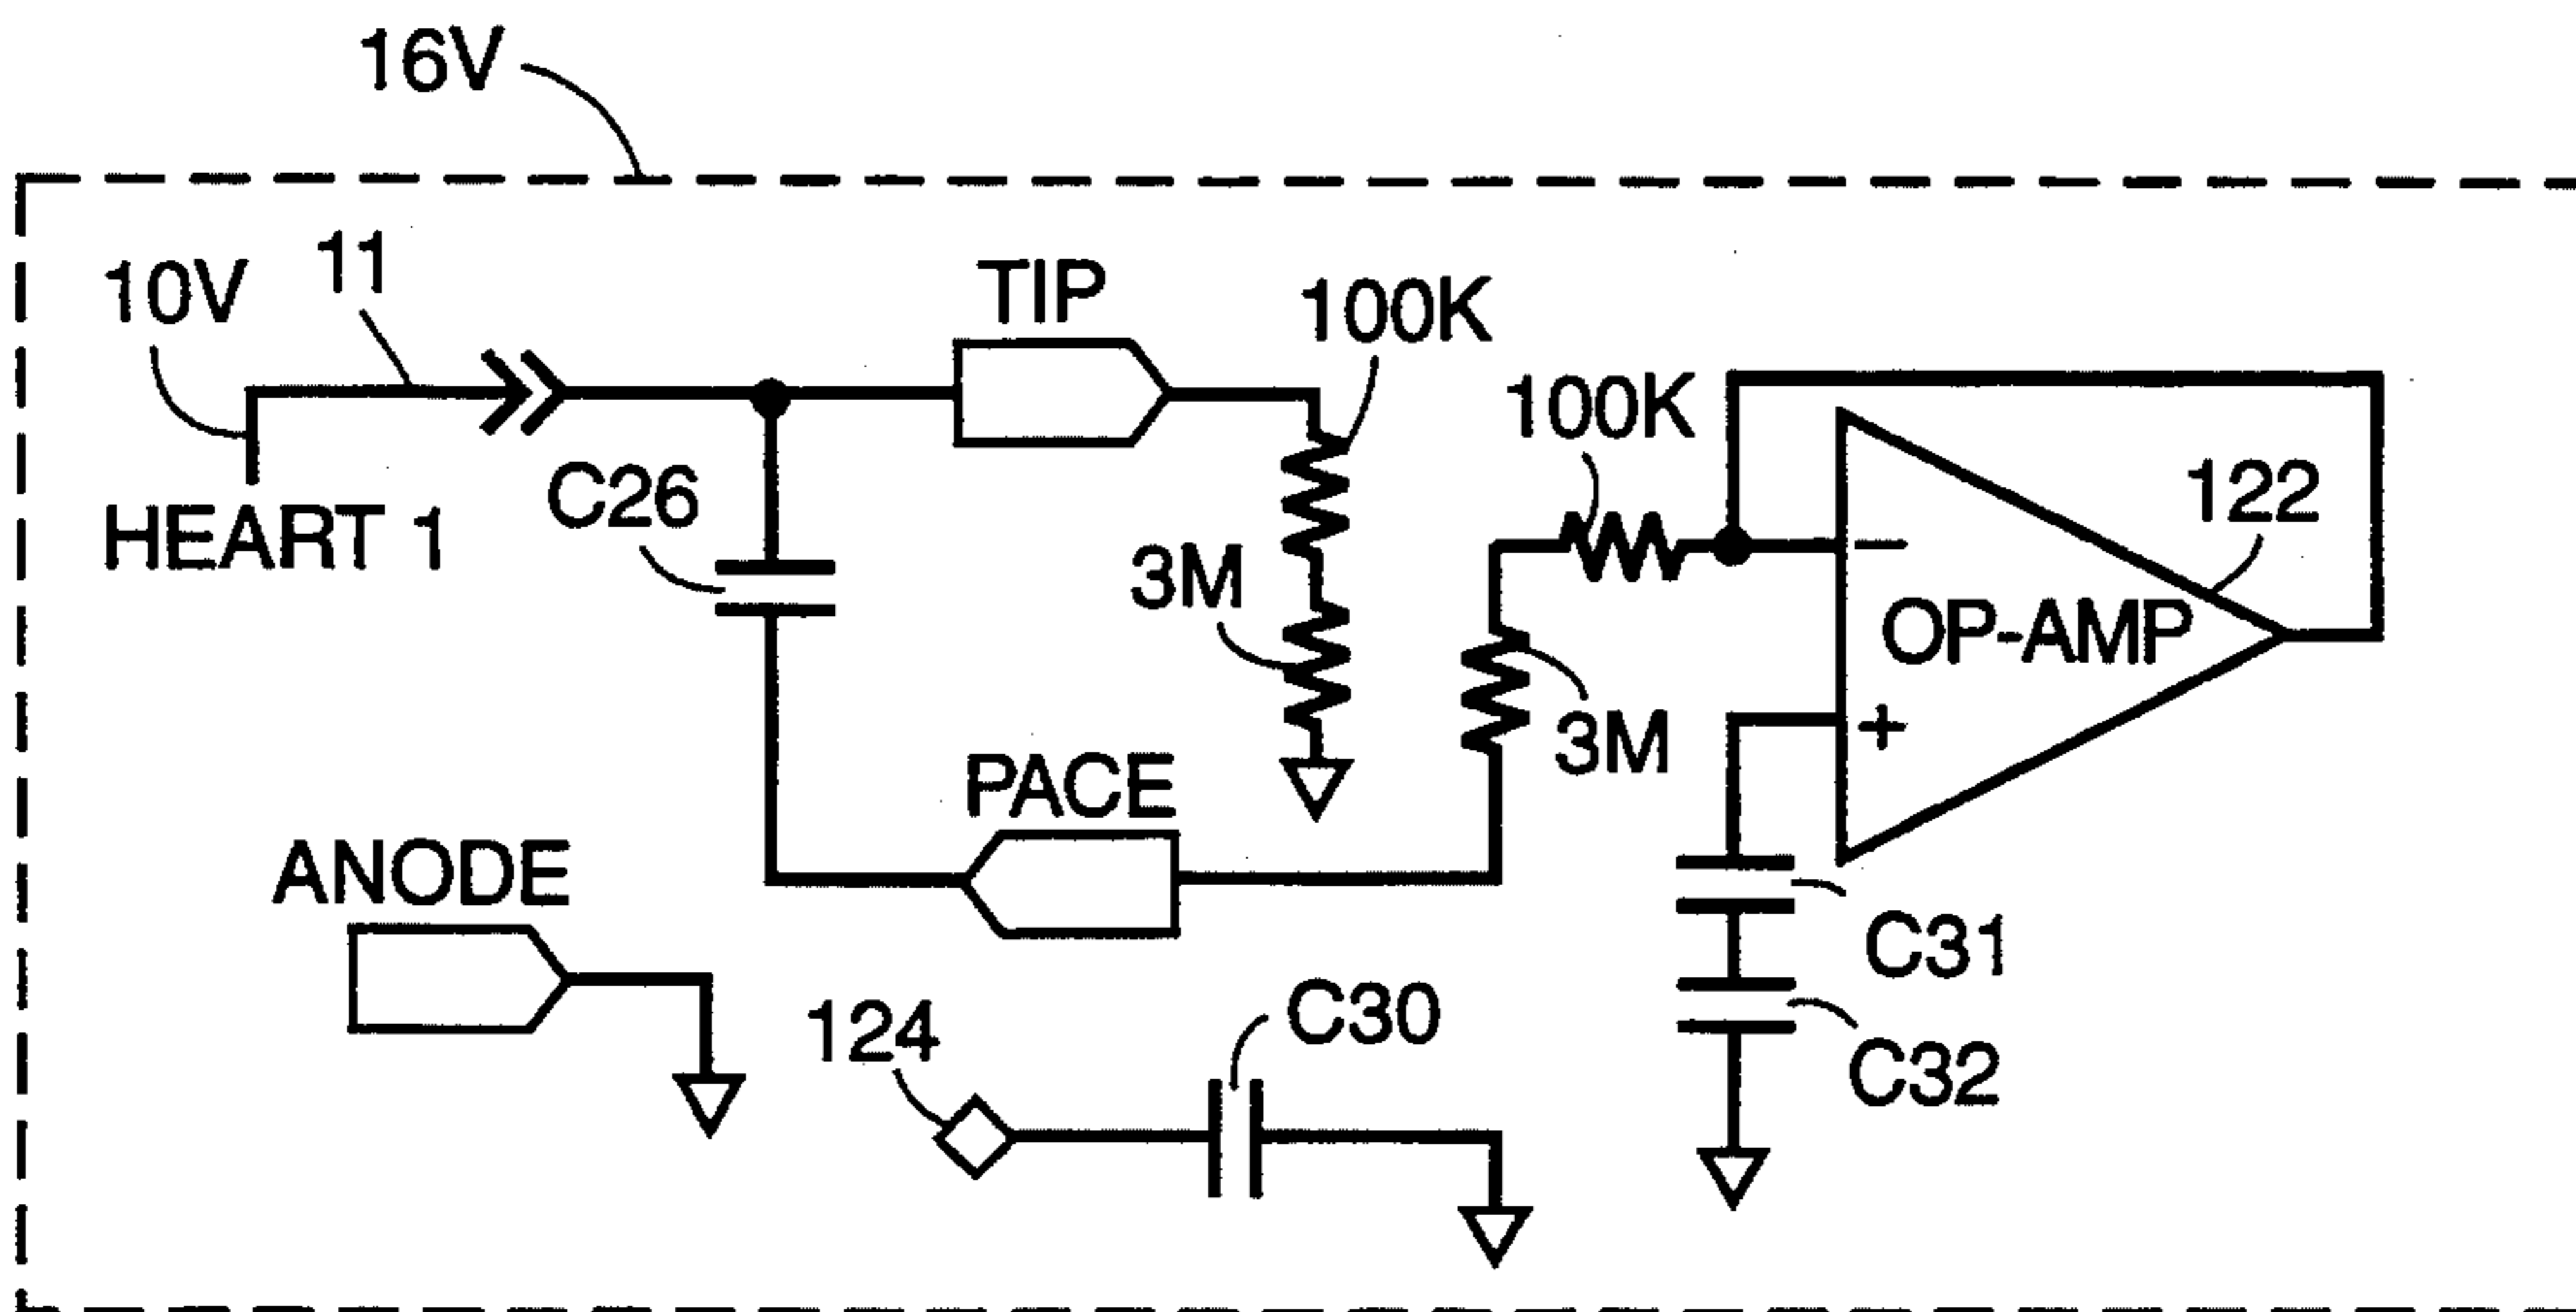 16V
10V
11
TIP
100K
HEART 1
C26
3M
100K
122
OP-AMP
−
+
3M
PACE
ANODE
C31
C32
124
C30